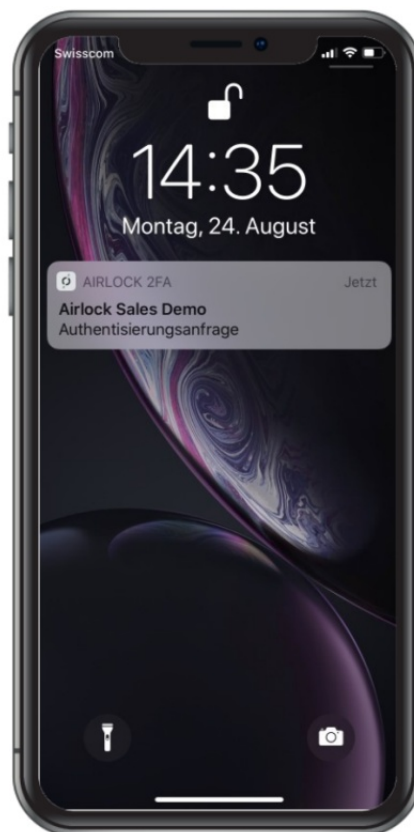 Swisscom
14:35
Montag, 24. August
AIRLOCK 2FA Jetzt
Airlock Sales Demo
Authentisierungsanfrage